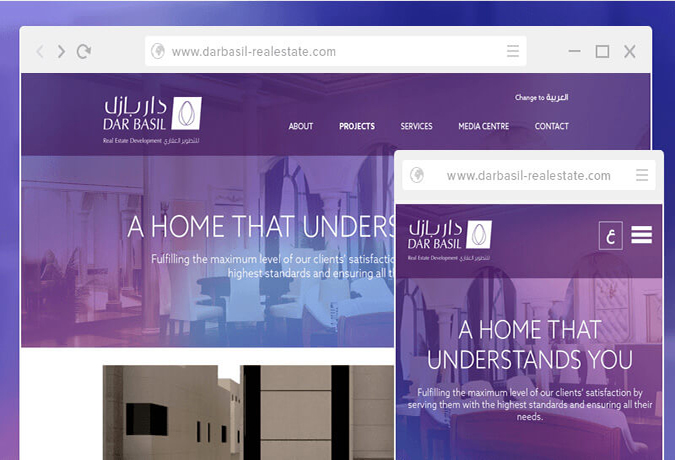 www.darbasil-realestate.com
دار بازل
DAR BASIL
Real Estate Development للتطوير العقاري
Change to العربية
ABOUT PROJECTS SERVICES MEDIA CENTRE CONTACT
A HOME THAT UNDERS
Fulfilling the maximum level of our clients' satisfactio
highest standards and ensuring all th
www.darbasil-realestate.com
دار بازل
DAR BASIL
Real Estate Development للتطوير العقاري
ع
A HOME THAT
UNDERSTANDS YOU
Fulfilling the maximum level of our clients' satisfaction by
serving them with the highest standards and ensuring all their
needs.